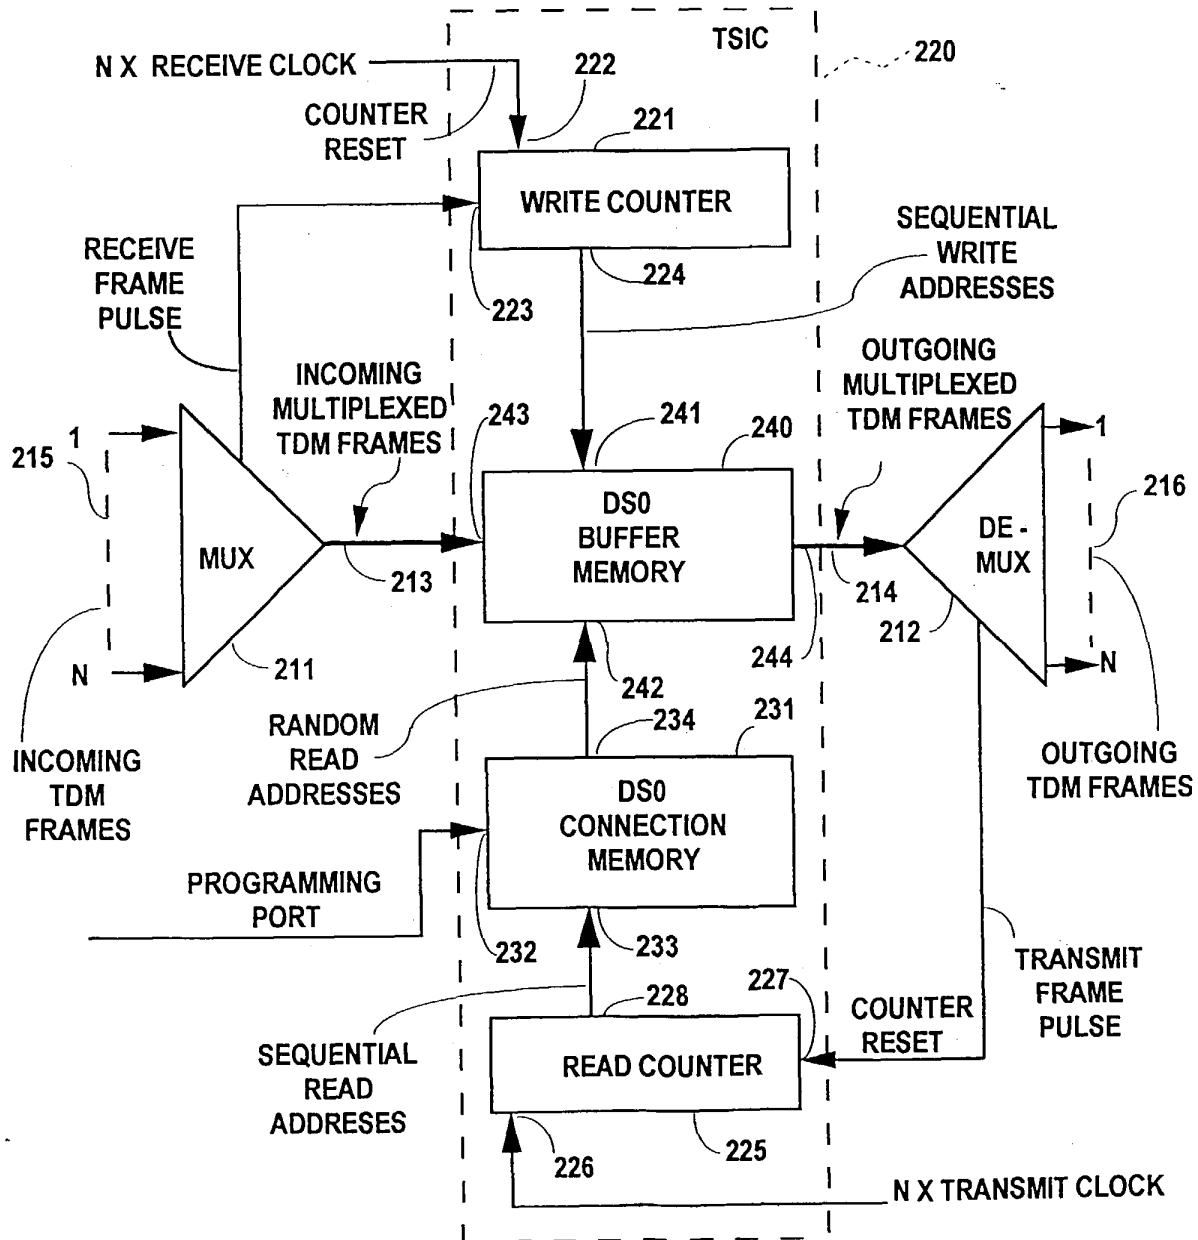 TSIC
220
N X RECEIVE CLOCK
222
COUNTER
RESET
221
WRITE COUNTER
224
223
SEQUENTIAL
WRITE
ADDRESSES
RECEIVE
FRAME
PULSE
INCOMING
MULTIPLEXED
TDM FRAMES
OUTGOING
MULTIPLEXED
TDM FRAMES
243
241
240
1
215
MUX
213
N
211
DS0
BUFFER
MEMORY
214
244
242
DE -
MUX
212
1
216
N
INCOMING
TDM
FRAMES
OUTGOING
TDM FRAMES
RANDOM
READ
ADDRESSES
234
231
DS0
CONNECTION
MEMORY
PROGRAMMING
PORT
232
233
227
228
TRANSMIT
FRAME
PULSE
COUNTER
RESET
SEQUENTIAL
READ
ADDRESES
READ COUNTER
226
225
N X TRANSMIT CLOCK